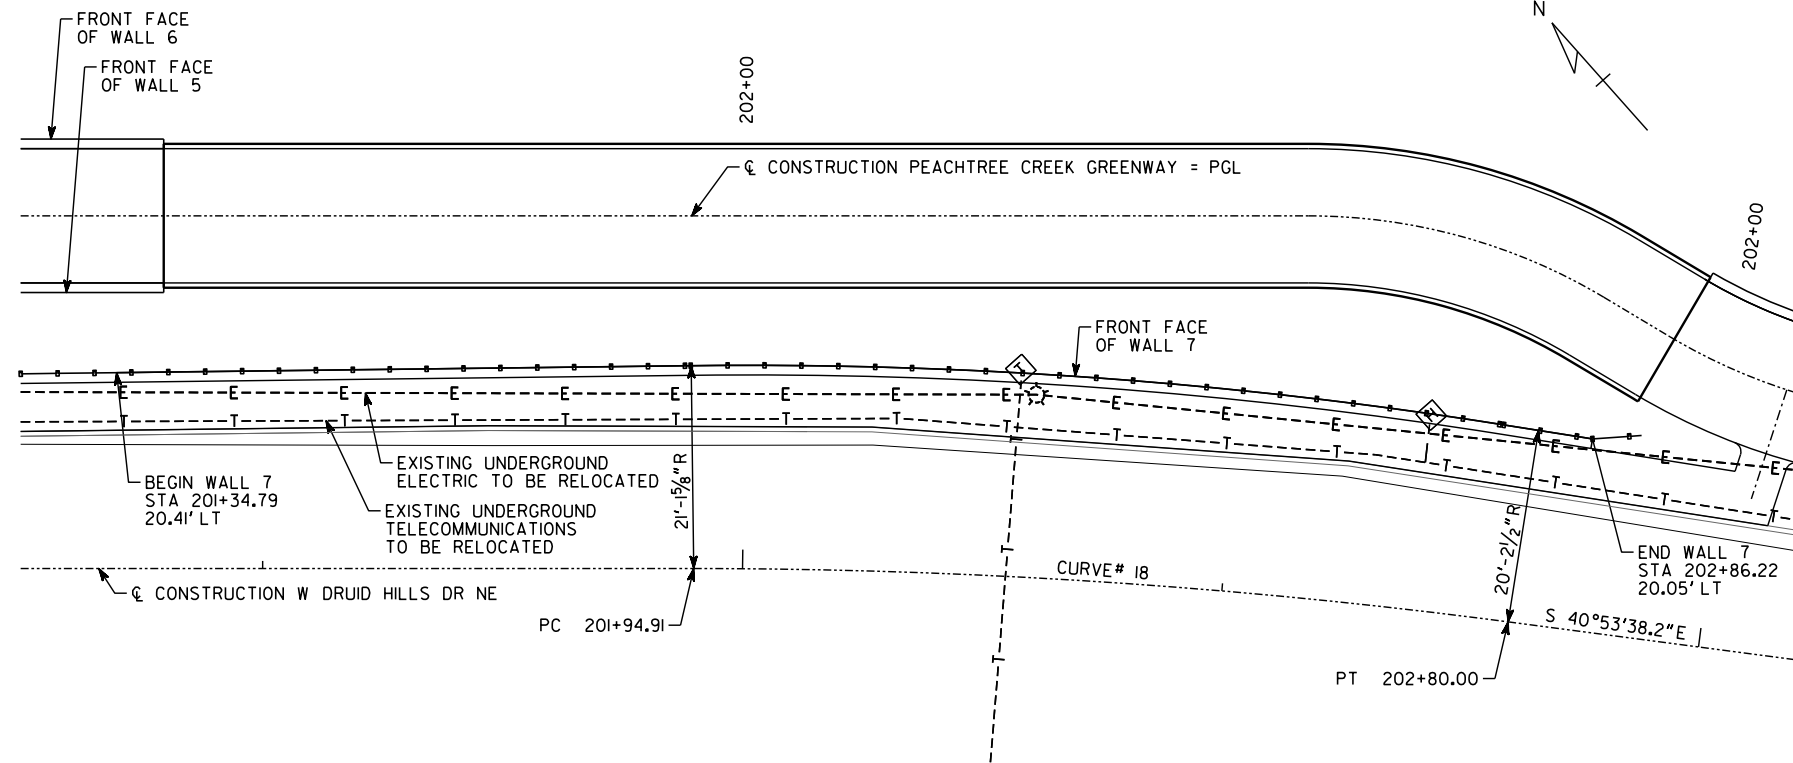 FRONT FACE
OF WALL 6
FRONT FACE
OF WALL 5
202+00
N
℄ CONSTRUCTION PEACHTREE CREEK GREENWAY = PGL
202+00
FRONT FACE
OF WALL 7
T
E E E E E E E E E E E E E E E E
T T T T T T T T T T T T T T T T
BEGIN WALL 7
STA 201+34.79
20.41' LT
EXISTING UNDERGROUND
ELECTRIC TO BE RELOCATED
EXISTING UNDERGROUND
TELECOMMUNICATIONS
TO BE RELOCATED
21'-1⅝"R
20'-2½"R
END WALL 7
STA 202+86.22
20.05' LT
T
T
CURVE# 18
℄ CONSTRUCTION W DRUID HILLS DR NE
PC 201+94.91
S 40°53'38.2"E
PT 202+80.00